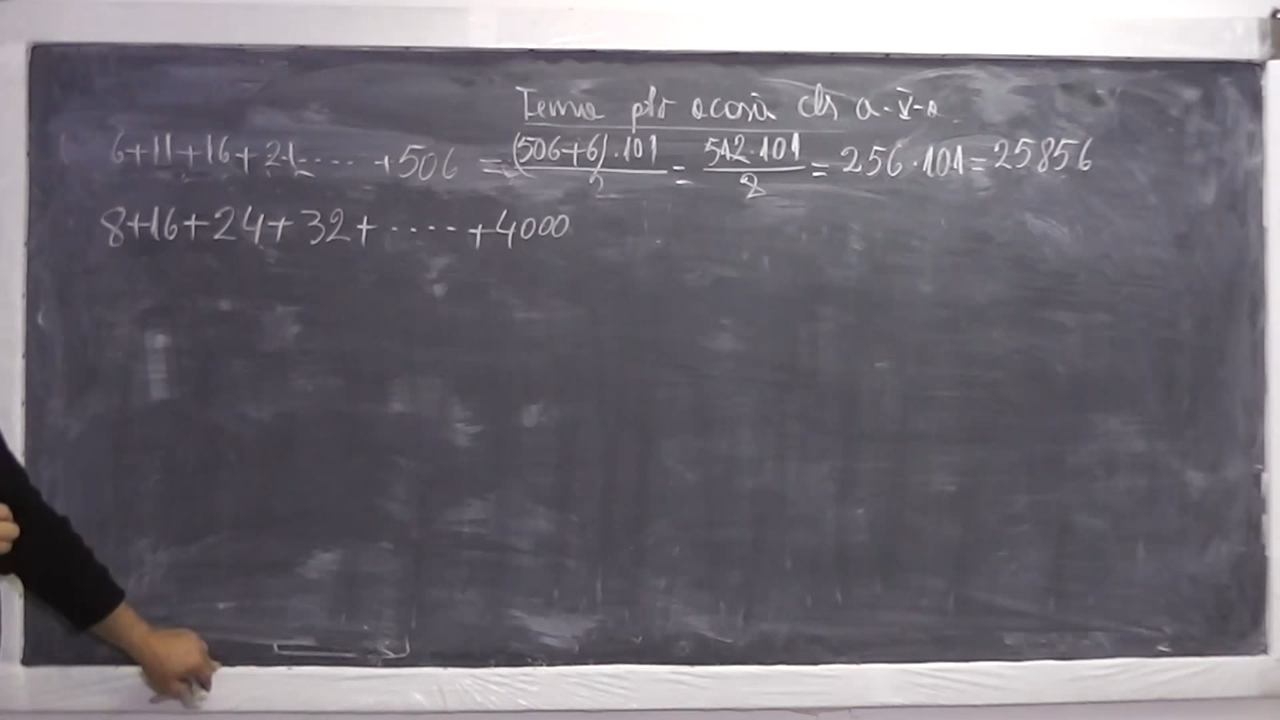 Tema ptr acasă cls a-V-a
6+11+16+21..... +506 = (506+6)·101/2 = 512·101/2 = 256·101=25856
8+16+24+32+.....+4000